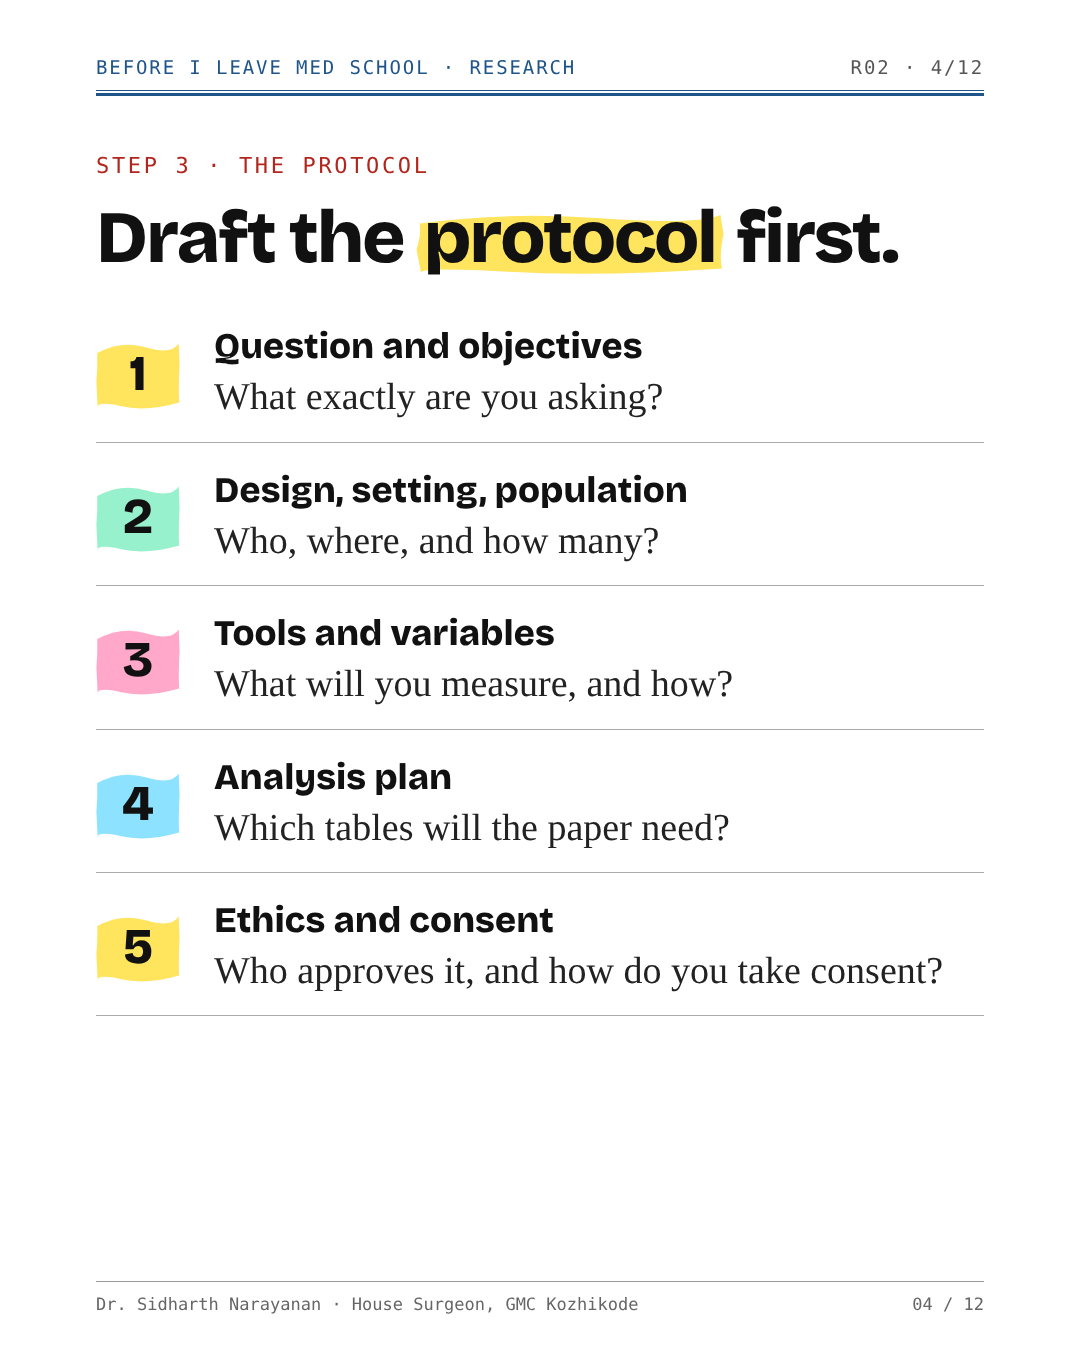 BEFORE I LEAVE MED SCHOOL · RESEARCH
R02 · 4/12
STEP 3 · THE PROTOCOL
Draft the protocol first.
1
Question and objectives
What exactly are you asking?
2
Design, setting, population
Who, where, and how many?
3
Tools and variables
What will you measure, and how?
4
Analysis plan
Which tables will the paper need?
5
Ethics and consent
Who approves it, and how do you take consent?
Dr. Sidharth Narayanan · House Surgeon, GMC Kozhikode
04 / 12